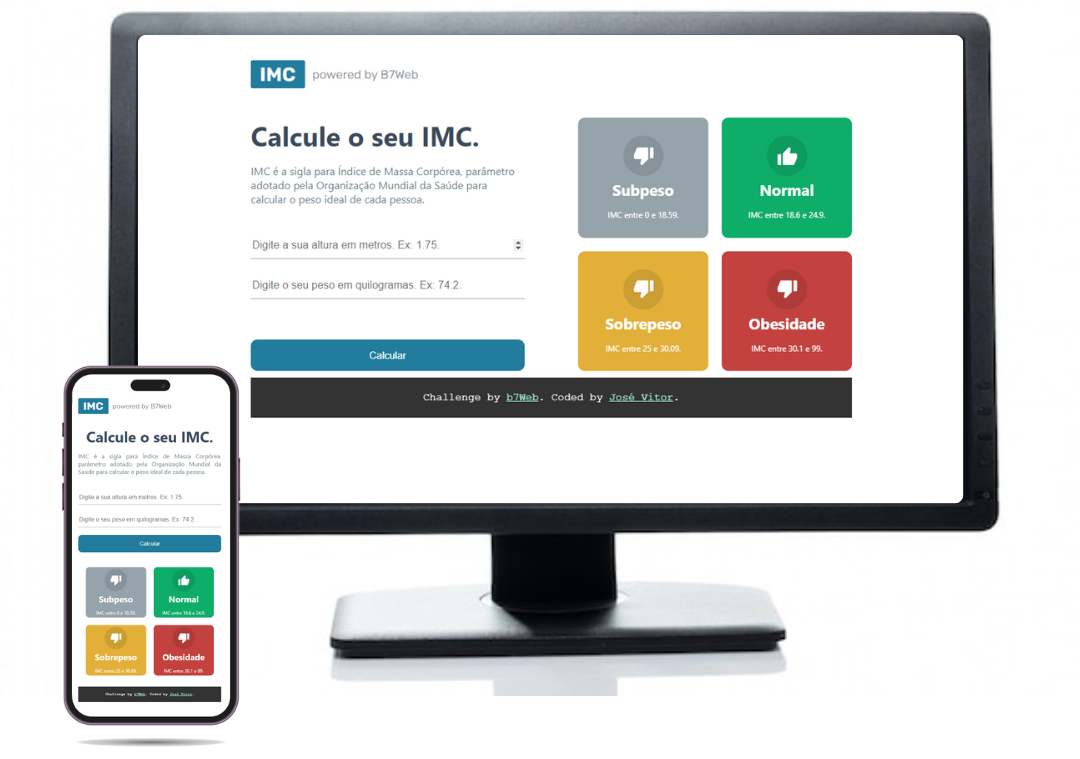 IMC powered by B7Web
Calcule o seu IMC.
IMC é a sigla para Índice de Massa Corpórea, parâmetro
adotado pela Organização Mundial da Saúde para
calcular o peso ideal de cada pessoa.
Digite a sua altura em metros. Ex: 1.75.
Digite o seu peso em quilogramas. Ex: 74.2.
Calcular
Subpeso
IMC entre 0 e 18.59.
Normal
IMC entre 18.6 e 24.9.
Sobrepeso
IMC entre 25 e 30.09.
Obesidade
IMC entre 30.1 e 99.
Challenge by b7Web. Coded by José Vitor.
IMC powered by B7Web
Calcule o seu IMC.
IMC é a sigla para Índice de Massa Corpórea,
parâmetro adotado pela Organização Mundial da
Saúde para calcular o peso ideal de cada pessoa.
Digite a sua altura em metros. Ex: 1.75.
Digite o seu peso em quilogramas. Ex: 74.2.
Calcular
Subpeso
IMC entre 0 e 18.59.
Normal
IMC entre 18.6 e 24.9.
Sobrepeso
IMC entre 25 e 30.09.
Obesidade
IMC entre 30.1 e 99.
Challenge by b7Web. Coded by José Vitor.